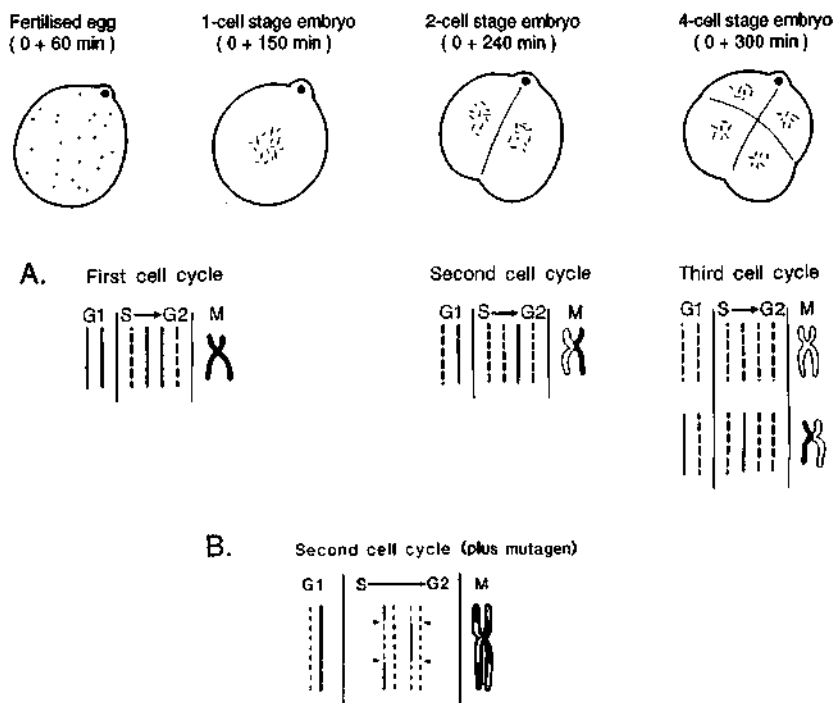 Fertilised egg
( 0 + 60 min)
1-cell stage embryo
( 0 + 150 min )
2-cell stage embryo
( 0 + 240 min )
4-cell stage embryo
( 0 + 300 min )
A.
First cell cycle
Second cell cycle
Third cell cycle
G1 S G2 M
G1 S G2 M
G1 S G2 M
B.
Second cell cycle (plus mutagen)
G1 S G2 M